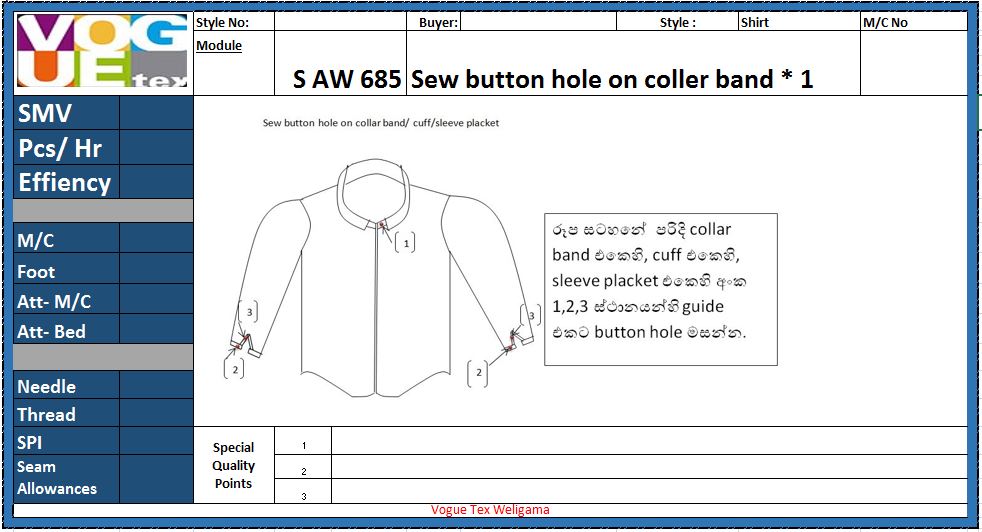 VOGUE tex
Style No: Buyer: Style : Shirt M/C No
Module
S AW 685 Sew button hole on coller band * 1
SMV
Pcs/ Hr
Effiency
M/C
Foot
Att- M/C
Att- Bed
Needle
Thread
SPI
Seam
Allowances
Sew button hole on collar band/ cuff/sleeve placket
1
3
2
3
2
රූප සටහනේ පරිදි collar
band එකෙහි, cuff එකෙහි,
sleeve placket එකෙහි අංක
1,2,3 ස්ථානයන්හි guide
එකට button hole මසන්න.
Special
Quality
Points
1
2
3
Vogue Tex Weligama